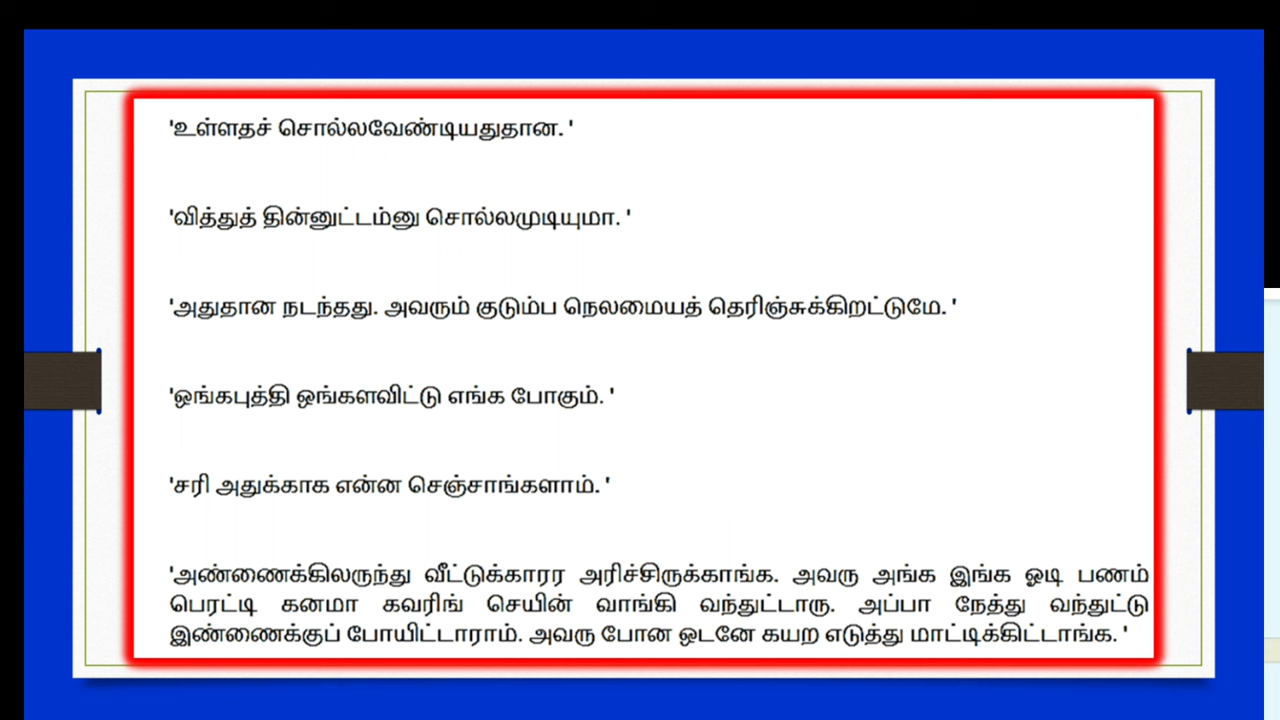 'உள்ளதச் சொல்லவேண்டியதுதான. '
'வித்துத் தின்னுட்டம்னு சொல்லமுடியுமா. '
'அதுதான நடந்தது. அவரும் குடும்ப நெலமையத் தெரிஞ்சுக்கிறட்டுமே. '
'ஒங்கபுத்தி ஒங்களவிட்டு எங்க போகும். '
'சரி அதுக்காக என்ன செஞ்சாங்களாம். '
'அண்ணைக்கிலருந்து வீட்டுக்காரர அரிச்சிருக்காங்க. அவரு அங்க இங்க ஓடி பணம்
பெரட்டி கனமா கவரிங் செயின் வாங்கி வந்துட்டாரு. அப்பா நேத்து வந்துட்டு
இண்ணைக்குப் போயிட்டாராம். அவரு போன ஒடனே கயற எடுத்து மாட்டிக்கிட்டாங்க. '